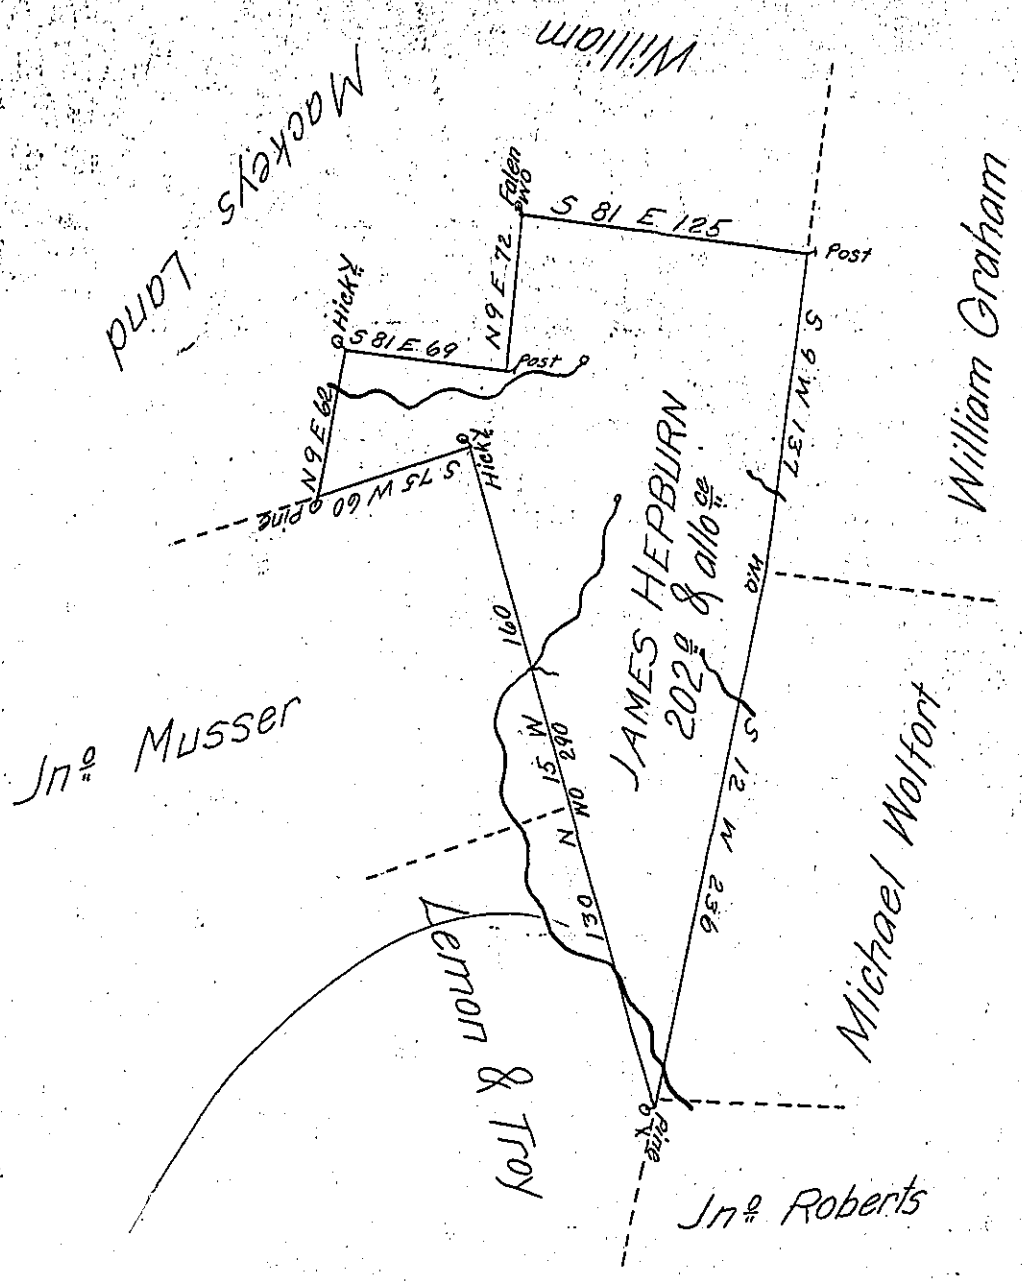 William
Mackeys
Land
Falen
WO
S 81 E 125
Post
N 9 E 72
Hicky
S 81 E 69
Post
N 9 E 62
Pine
S 75 W 60
Hicky
William Graham
S 9 W 137
W.O
JAMES HEPBURN
202 a & allo ce
160
N 15 W
290
WO
130
S 12 W 236
Jno Musser
Michael Wolfort
Lemon & Troy
Pine
Jno Roberts